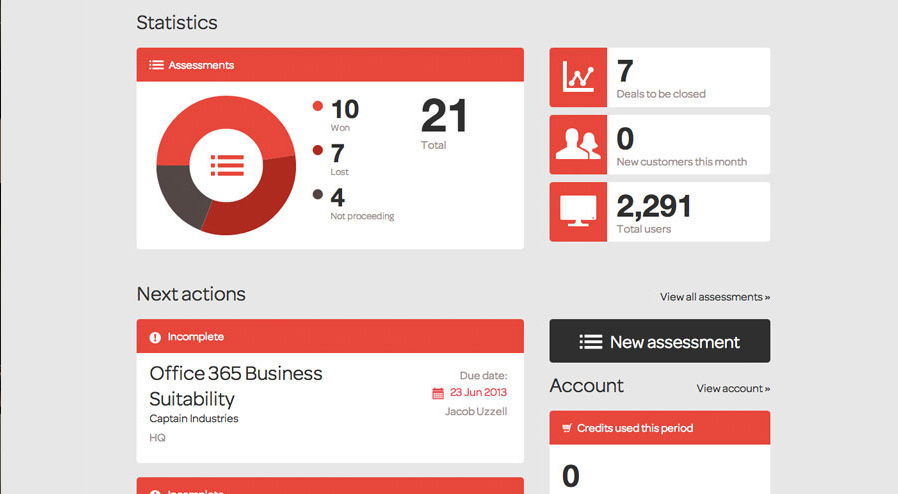 Statistics
Assessments
10
Won
7
Lost
4
Not proceeding
21
Total
7
Deals to be closed
0
New customers this month
2,291
Total users
Next actions
View all assessments »
Incomplete
Office 365 Business
Suitability
Captain Industries
HQ
Due date:
23 Jun 2013
Jacob Uzzell
New assessment
Account
View account »
Credits used this period
0
Incomplete